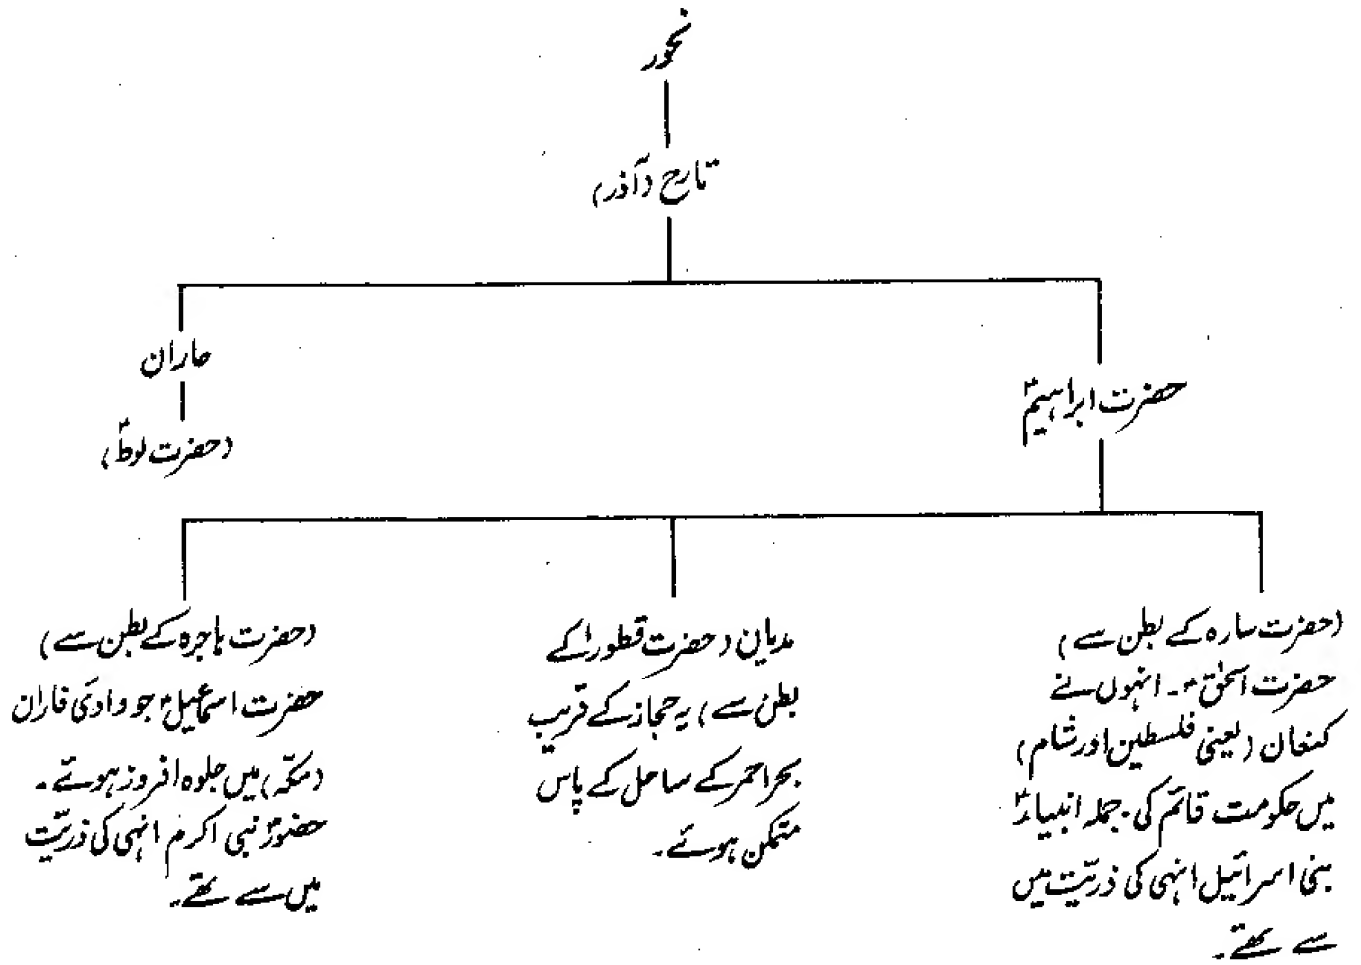 نحور
تارح (آذر)
حضرت ابراہیمؑ
حاران
(حضرت لوطؑ)
(حضرت سارہ کے بطن سے)
حضرت اسحٰقؑ۔ انہوں نے
کنعان (یعنی فلسطین اور شام)
میں حکومت قائم کی۔ جملہ انبیاءؑ
بنی اسرائیل انہی کی ذریّت میں
سے تھے۔
مدیان (حضرت قطورا کے
بطن سے) یہ حجاز کے قریب
بحر احمر کے ساحل کے پاس
متمکن ہوئے۔
(حضرت ہاجرہ کے بطن سے)
حضرت اسماعیلؑ جو وادیٔ فاران
(مکّہ) میں جلوہ افروز ہوئے۔
حضورؐ نبی اکرم انہی کی ذریّت
میں سے تھے۔